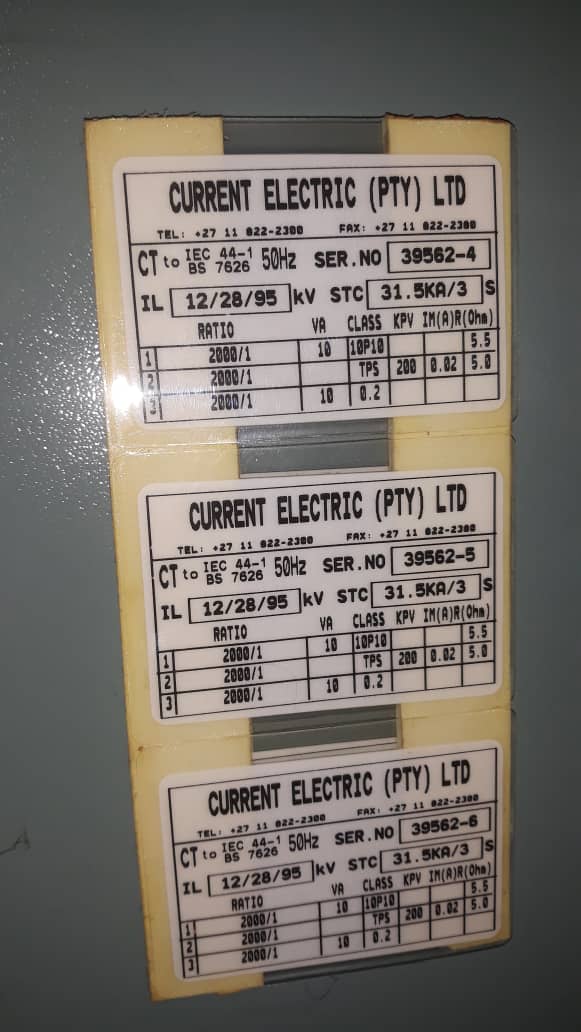 CURRENT ELECTRIC (PTY) LTD
TEL: +27 11 822-2300 FAX: +27 11 822-2380
CT to IEC 44-1 BS 7626 50Hz SER.NO 39562-4
IL 12/28/95 kV STC 31.5KA/3 S
RATIO VA CLASS KPV IM(A) R(Ohm)
1 2000/1 10 10P10 5.5
2 2000/1 TPS 200 0.02 5.0
3 2000/1 10 0.2
CURRENT ELECTRIC (PTY) LTD
TEL: +27 11 822-2300 FAX: +27 11 822-2380
CT to IEC 44-1 BS 7626 50Hz SER.NO 39562-5
IL 12/28/95 kV STC 31.5KA/3 S
RATIO VA CLASS KPV IM(A) R(Ohm)
1 2000/1 10 10P10 5.5
2 2000/1 TPS 200 0.02 5.0
3 2000/1 10 0.2
CURRENT ELECTRIC (PTY) LTD
TEL: +27 11 822-2300 FAX: +27 11 822-2380
CT to IEC 44-1 BS 7626 50Hz SER.NO 39562-6
IL 12/28/95 kV STC 31.5KA/3 S
RATIO VA CLASS KPV IM(A) R(Ohm)
1 2000/1 10 10P10 5.5
2 2000/1 TPS 200 0.02 5.0
3 2000/1 10 0.2